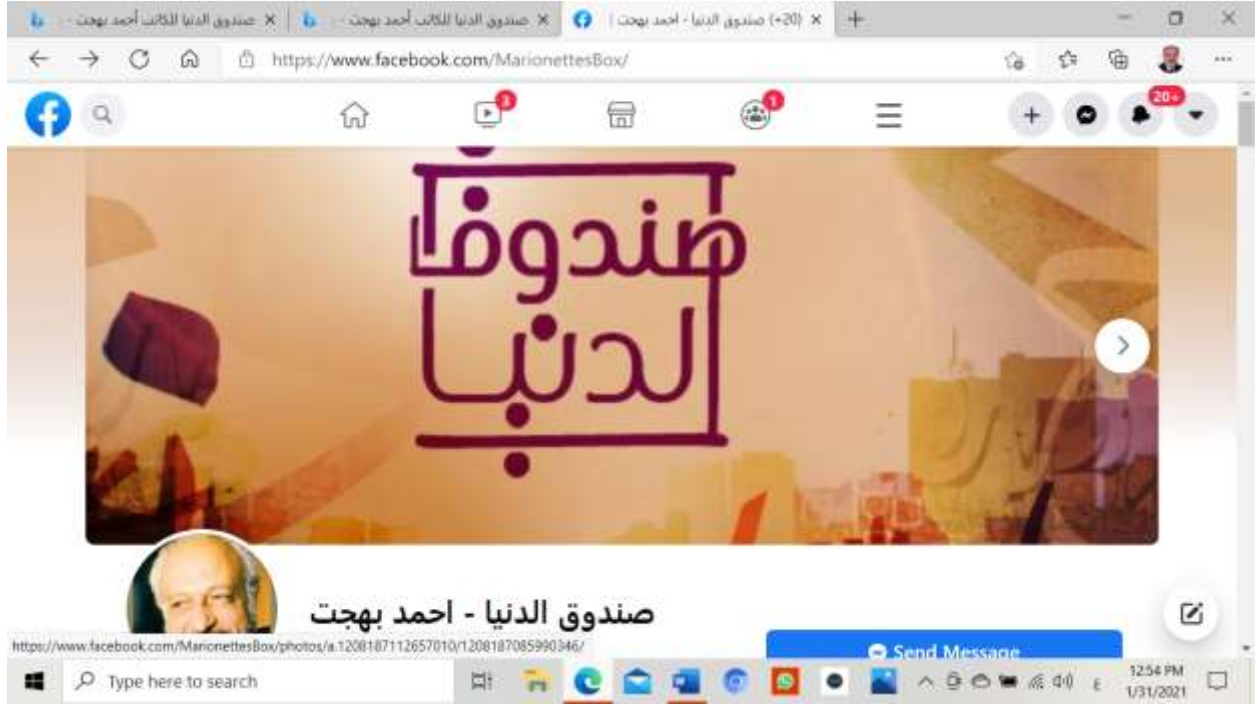 صندوق الدنيا للكاتب أحمد بهجت -
صندوق الدنيا للكاتب أحمد بهجت -
(20+) صندوق الدنيا - احمد بهجت |
https://www.facebook.com/MarionettesBox/
3
1
20+
صندوق
الدنيا
صندوق الدنيا - احمد بهجت
Send Message
https://www.facebook.com/MarionettesBox/photos/a.1208187112657010/1208187085990346/
Type here to search
ع
12:54 PM
1/31/2021